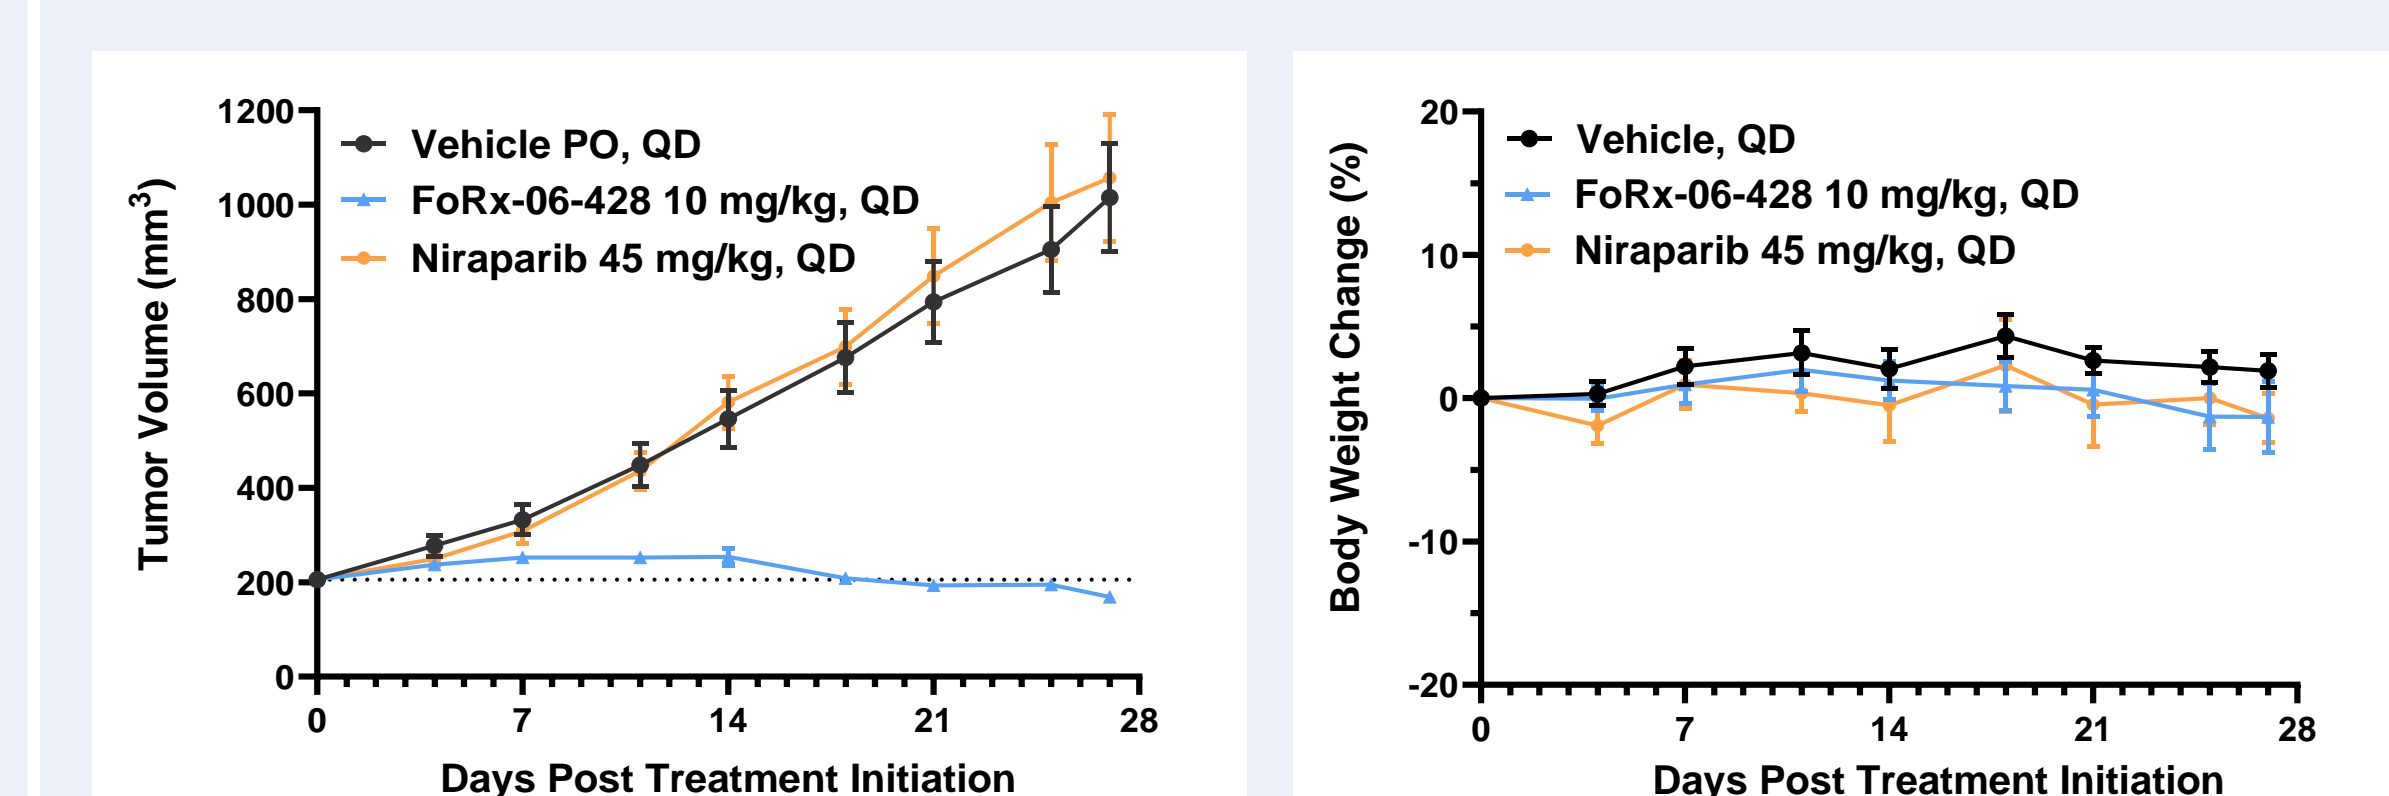 1200
1000
800
600
400
200
0
Tumor Volume (mm³)
Vehicle PO, QD
FoRx-06-428 10 mg/kg, QD
Niraparib 45 mg/kg, QD
0 7 14 21 28
Days Post Treatment Initiation
20
10
0
-10
-20
Body Weight Change (%)
Vehicle, QD
FoRx-06-428 10 mg/kg, QD
Niraparib 45 mg/kg, QD
0 7 14 21 28
Days Post Treatment Initiation